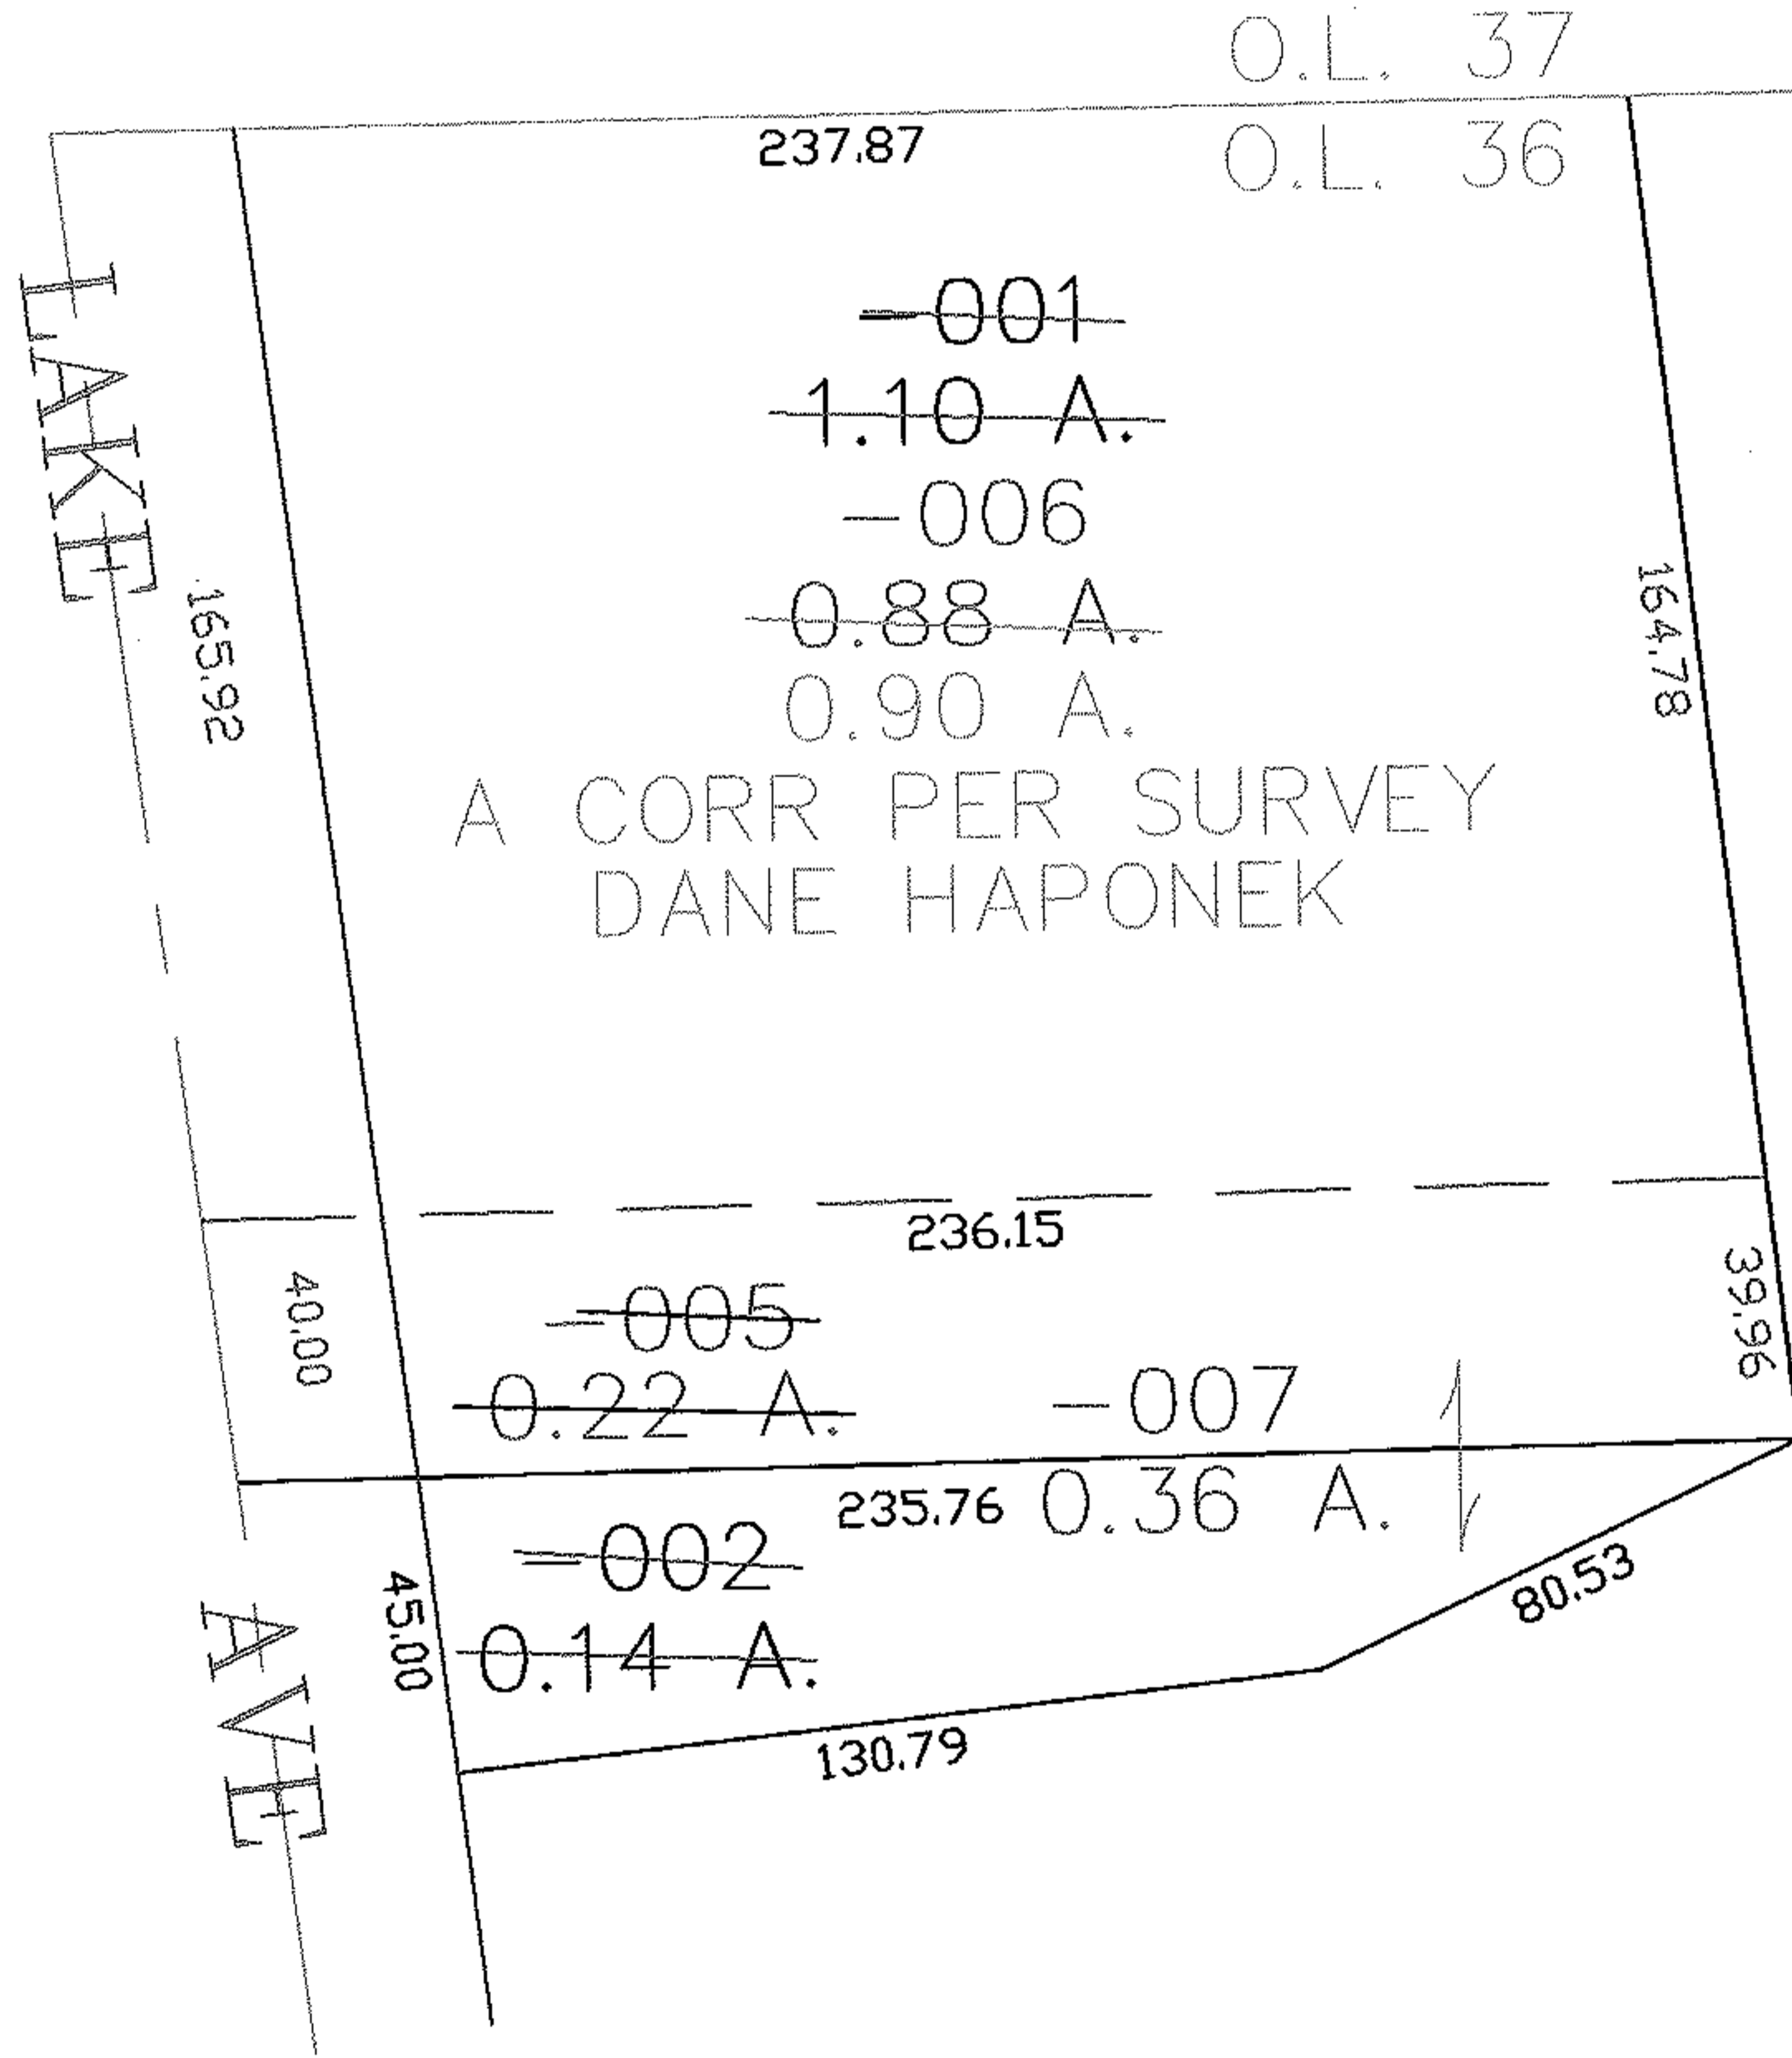 O.L. 37
237.87
O.L. 36
-001
1.10 A.
-006
0.88 A.
0.90 A.
A CORR PER SURVEY
DANE HAPONEK
LAKE AVE
165.92
164.78
236.15
40.00
39.96
-005
0.22 A.
-007
0.36 A.
235.76
-002
0.14 A.
45.00
80.53
130.79